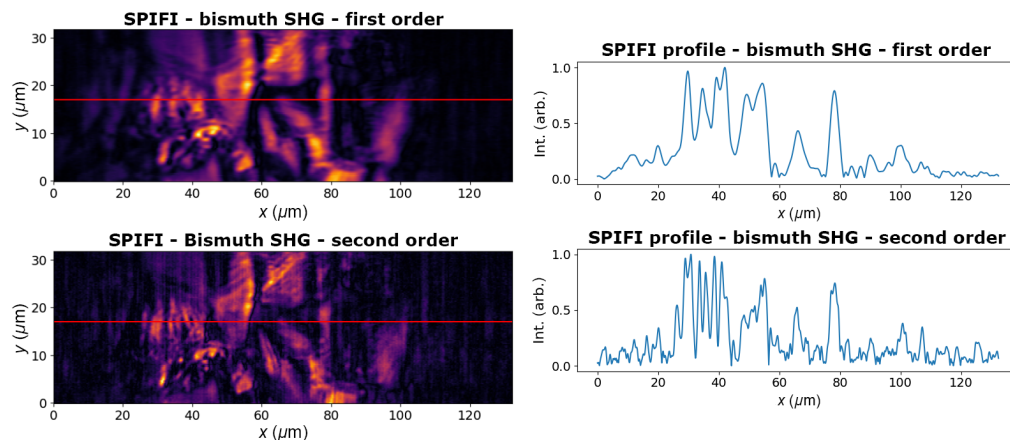 SPIFI - bismuth SHG - first order
30
20
10
0
y (μm)
0 20 40 60 80 100 120
x (μm)
SPIFI profile - bismuth SHG - first order
1.0
0.5
0.0
Int. (arb.)
0 20 40 60 80 100 120
x (μm)
SPIFI - Bismuth SHG - second order
30
20
10
0
y (μm)
0 20 40 60 80 100 120
x (μm)
SPIFI profile - bismuth SHG - second order
1.0
0.5
0.0
Int. (arb.)
0 20 40 60 80 100 120
x (μm)